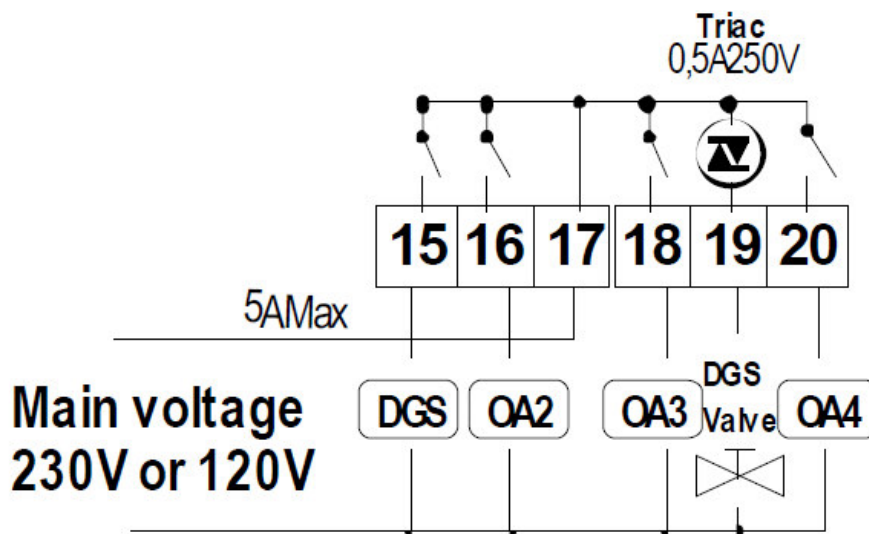 Triac
0,5A250V
15 16 17 18 19 20
5AMax
Main voltage
230V or 120V
DGS
OA2
OA3
DGS
Valve
OA4